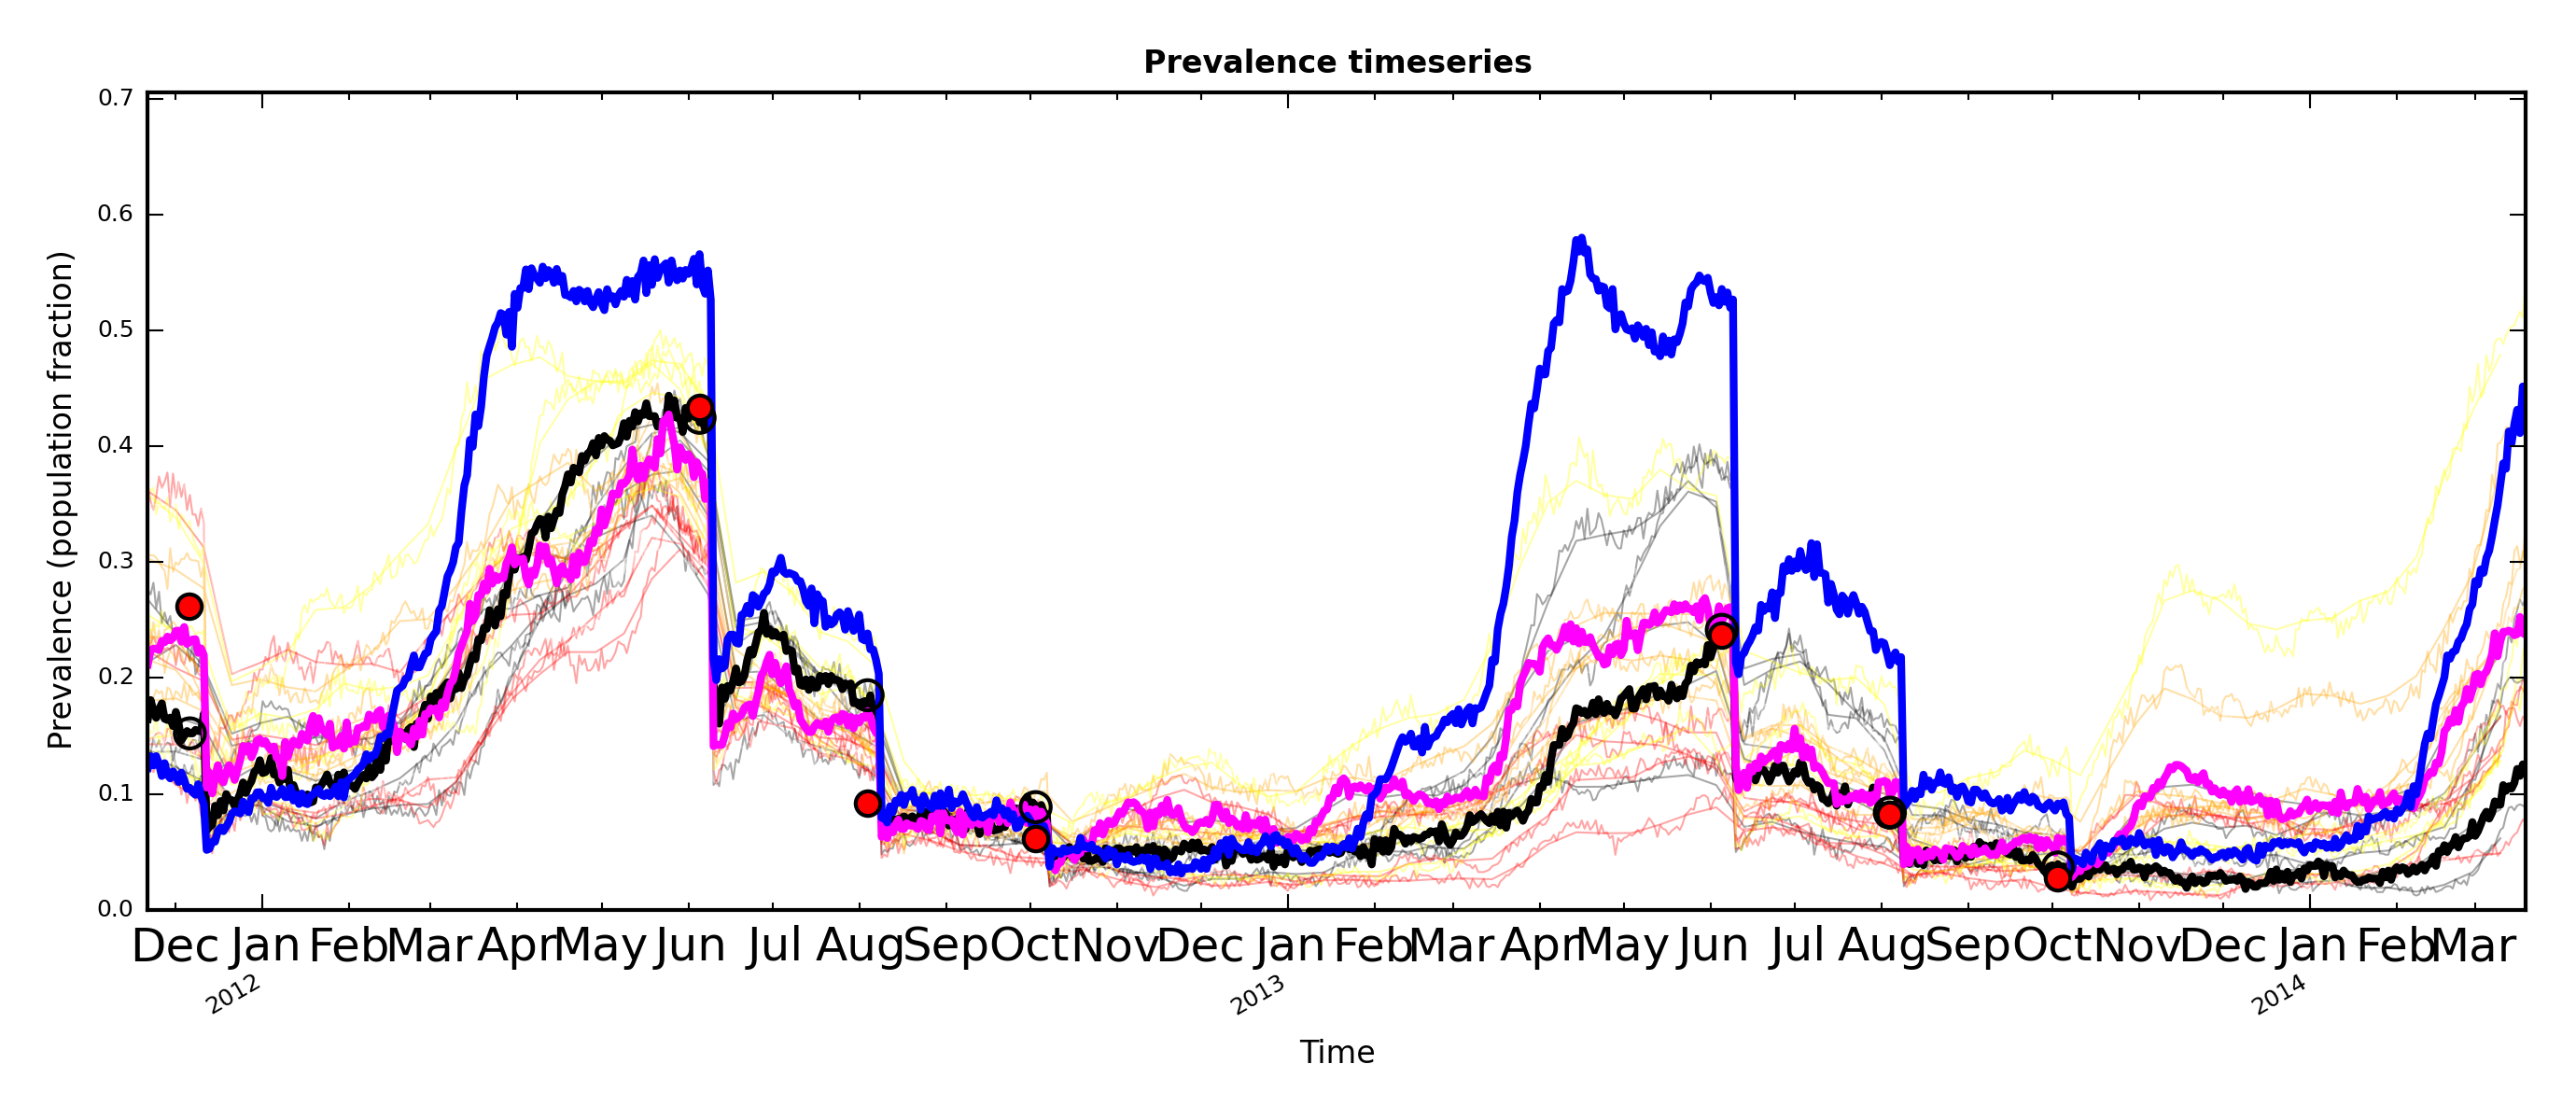 Prevalence timeseries
Prevalence (population fraction)
0.7
0.6
0.5
0.4
0.3
0.2
0.1
0.0
Dec Jan Feb Mar Apr May Jun Jul Aug Sep Oct Nov Dec Jan Feb Mar Apr May Jun Jul Aug Sep Oct Nov Dec Jan Feb Mar
2012 2013 2014
Time